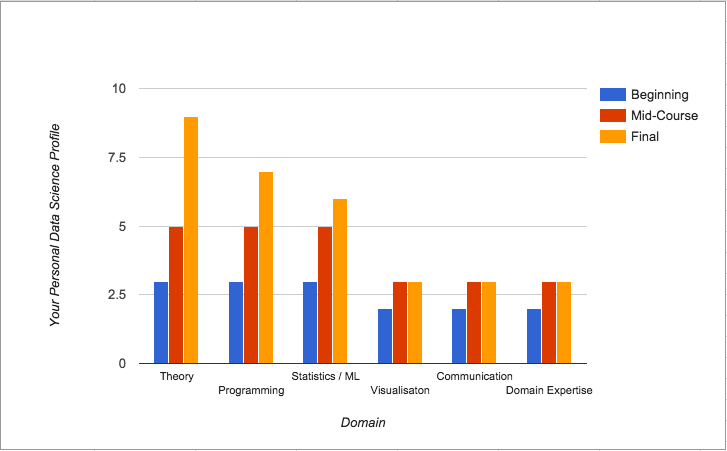 10
7.5
5
2.5
0
Your Personal Data Science Profile
Beginning
Mid-Course
Final
Theory
Programming
Statistics / ML
Visualisaton
Communication
Domain Expertise
Domain